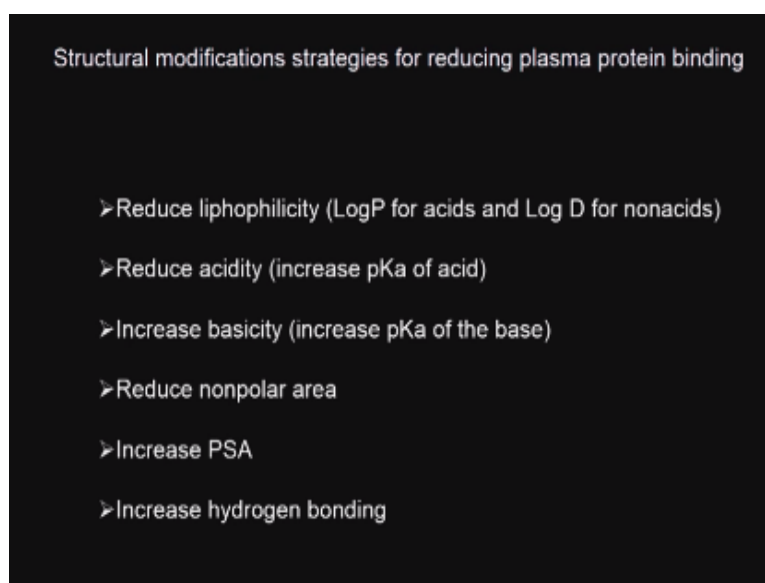 Structural modifications strategies for reducing plasma protein binding
➢Reduce liphophilicity (LogP for acids and Log D for nonacids)
➢Reduce acidity (increase pKa of acid)
➢Increase basicity (increase pKa of the base)
➢Reduce nonpolar area
➢Increase PSA
➢Increase hydrogen bonding